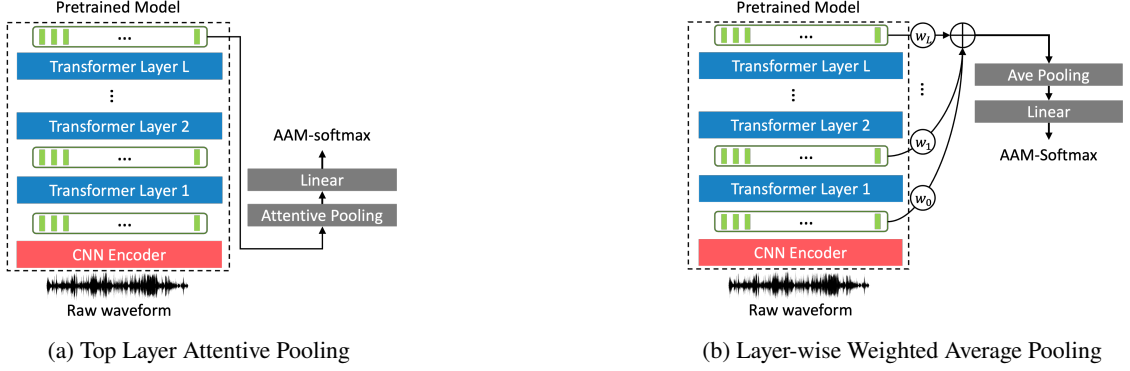 Pretrained Model
...
Transformer Layer L
...
Transformer Layer 2
...
Transformer Layer 1
...
CNN Encoder
Raw waveform
AAM-softmax
Linear
Attentive Pooling
(a) Top Layer Attentive Pooling
Pretrained Model
...
Transformer Layer L
...
Transformer Layer 2
...
Transformer Layer 1
...
CNN Encoder
Raw waveform
w_L
...
w_1
w_0
Ave Pooling
Linear
AAM-Softmax
(b) Layer-wise Weighted Average Pooling